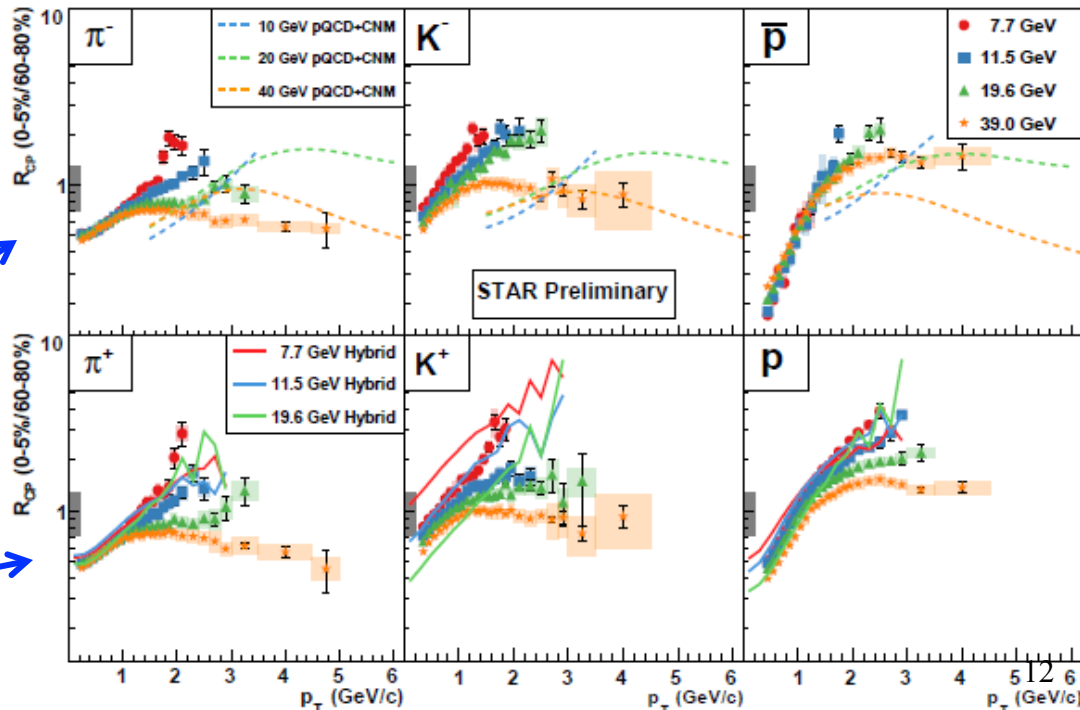 10
π⁻
10 GeV pQCD+CNM
20 GeV pQCD+CNM
40 GeV pQCD+CNM
K⁻
p̅
7.7 GeV
11.5 GeV
19.6 GeV
39.0 GeV
R_CP (0-5%/60-80%)
1
STAR Preliminary
10
π⁺
7.7 GeV Hybrid
11.5 GeV Hybrid
19.6 GeV Hybrid
K⁺
p
R_CP (0-5%/60-80%)
1
1 2 3 4 5 6 1 2 3 4 5 6 1 2 3 4 5 6
p_T (GeV/c) p_T (GeV/c) p_T (GeV/c)
12